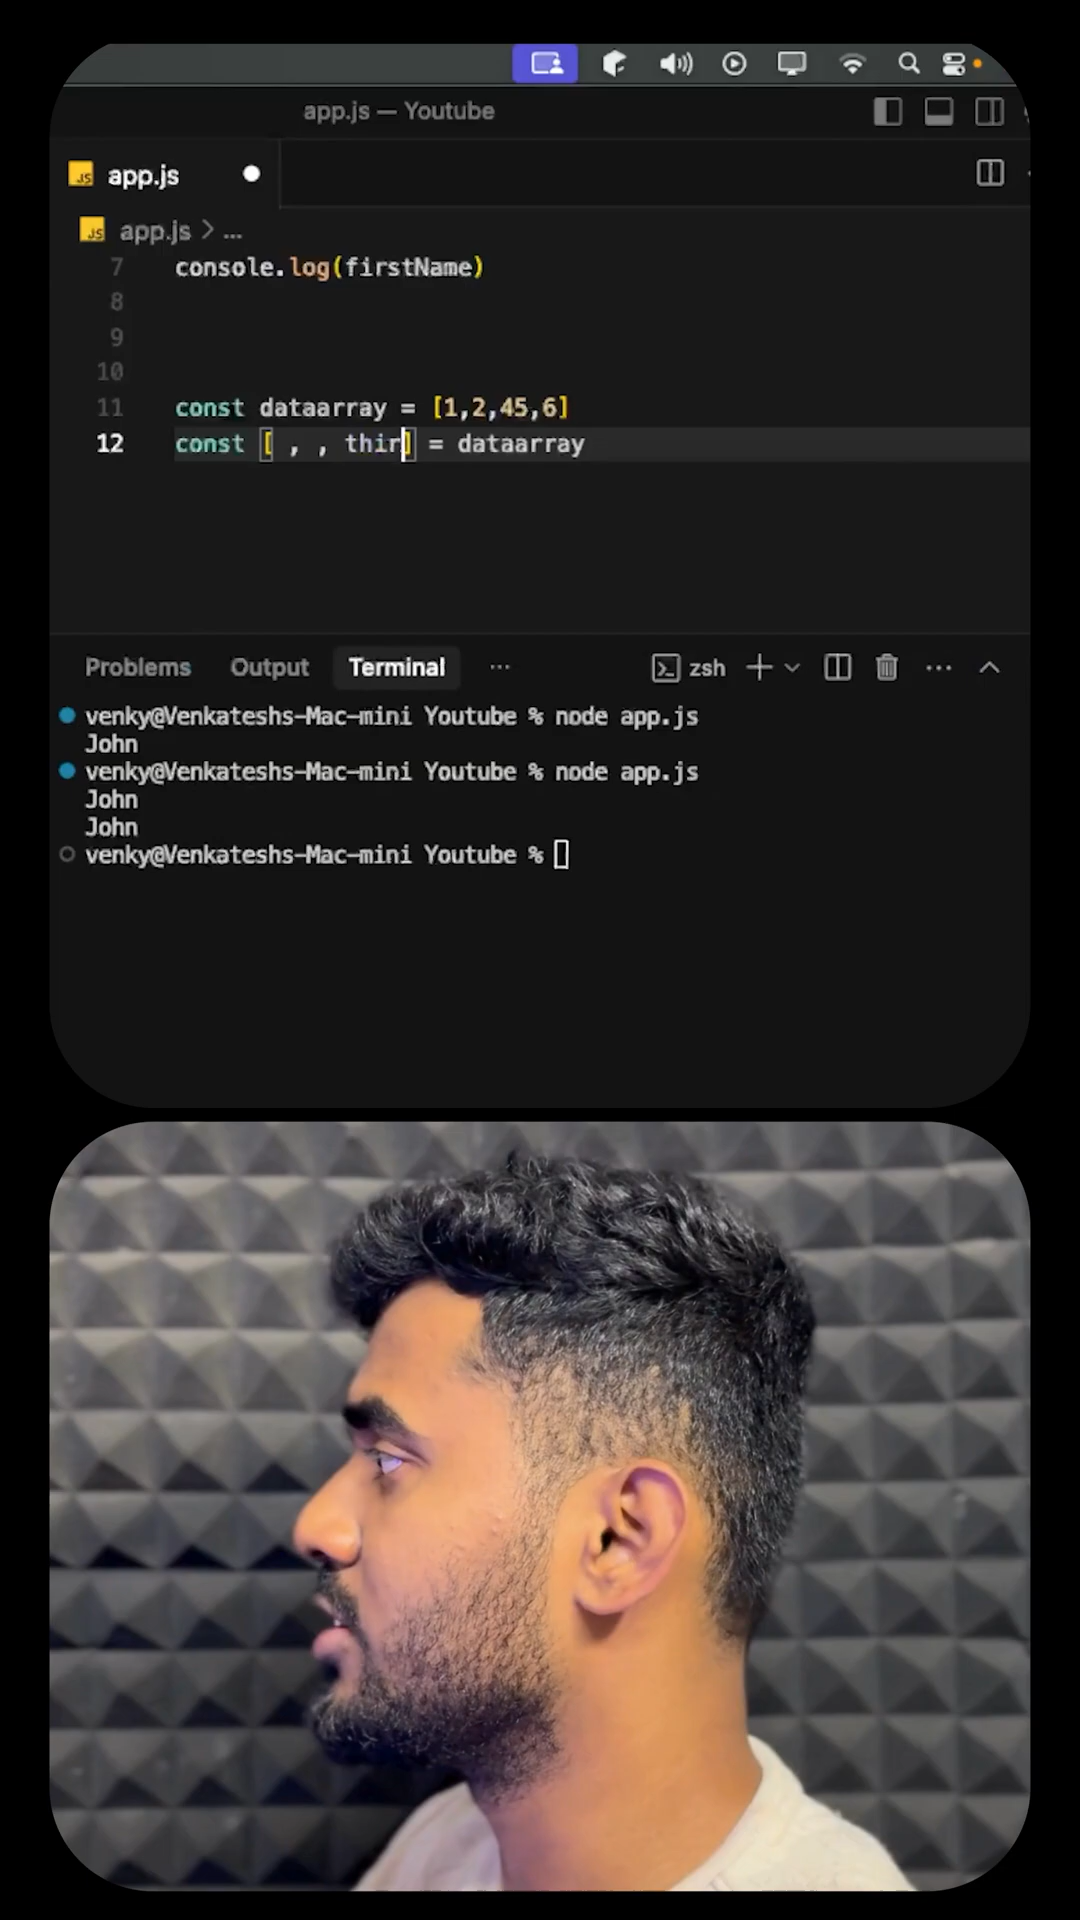 app.js — Youtube
JS app.js
JS app.js > ...
7 console.log(firstName)
8
9
10
11 const dataarray = [1,2,45,6]
12 const [ , , thir] = dataarray
Problems Output Terminal ··· zsh
venky@Venkateshs-Mac-mini Youtube % node app.js
John
venky@Venkateshs-Mac-mini Youtube % node app.js
John
John
venky@Venkateshs-Mac-mini Youtube %